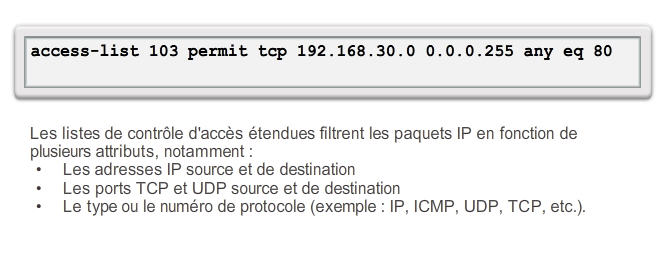 access-list 103 permit tcp 192.168.30.0 0.0.0.255 any eq 80
Les listes de contrôle d'accès étendues filtrent les paquets IP en fonction de
plusieurs attributs, notamment :
• Les adresses IP source et de destination
• Les ports TCP et UDP source et de destination
• Le type ou le numéro de protocole (exemple : IP, ICMP, UDP, TCP, etc.).